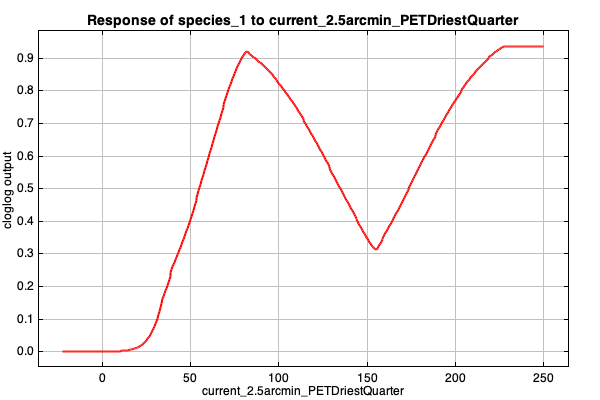 Response of species_1 to current_2.5arcmin_PETDriestQuarter
cloglog output
0.9
0.8
0.7
0.6
0.5
0.4
0.3
0.2
0.1
0.0
0 50 100 150 200 250
current_2.5arcmin_PETDriestQuarter